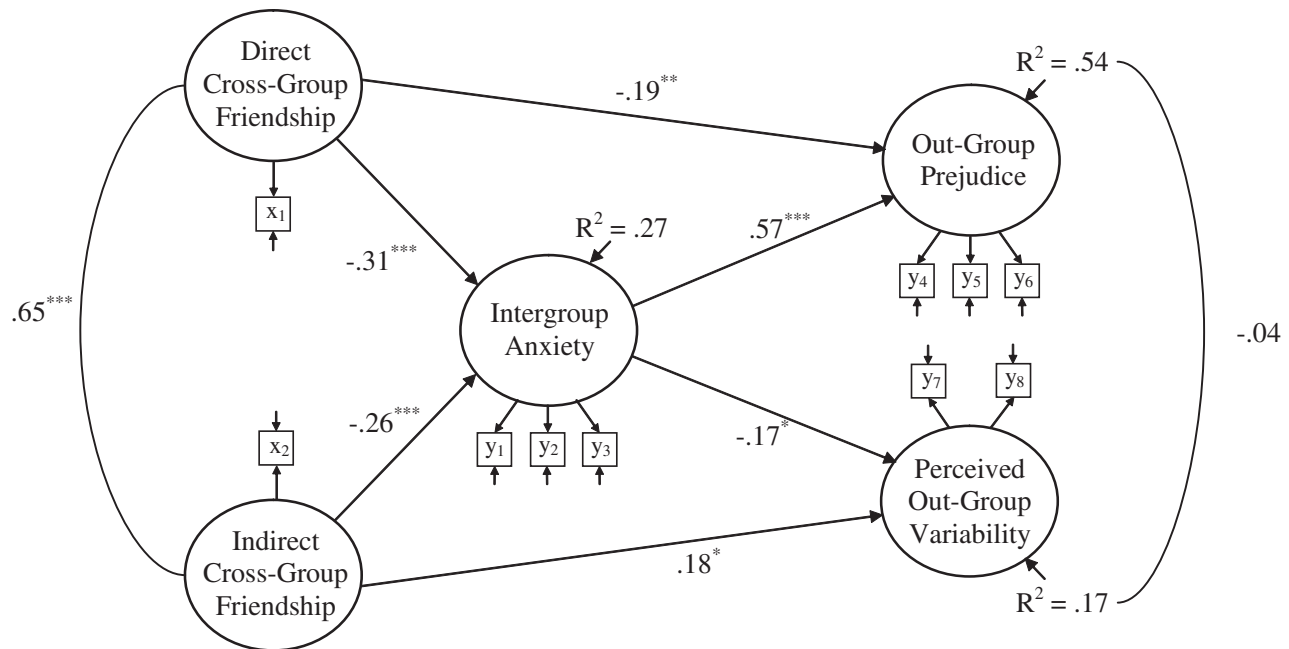 Direct
Cross-Group
Friendship
x₁
-.19**
R² = .54
Out-Group
Prejudice
y₄ y₅ y₆
-.31***
R² = .27
.57***
.65***
Intergroup
Anxiety
y₁ y₂ y₃
-.04
y₇ y₈
-.26***
x₂
-.17*
Perceived
Out-Group
Variability
Indirect
Cross-Group
Friendship
.18*
R² = .17